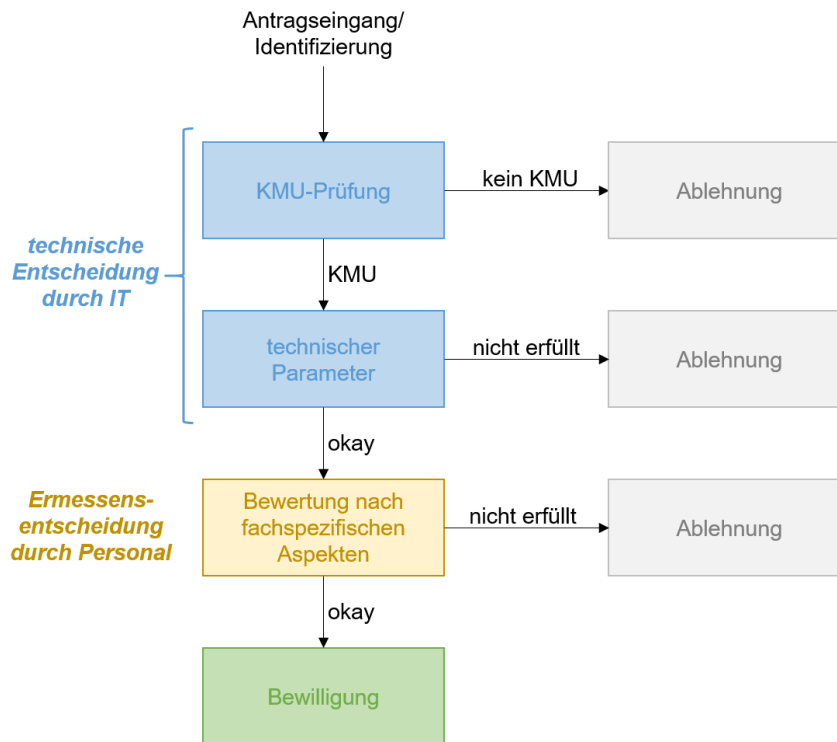 Antragseingang/
Identifizierung
KMU-Prüfung
kein KMU
Ablehnung
technische
Entscheidung
durch IT
KMU
technischer
Parameter
nicht erfüllt
Ablehnung
okay
Ermessens-
entscheidung
durch Personal
Bewertung nach
fachspezifischen
Aspekten
nicht erfüllt
Ablehnung
okay
Bewilligung